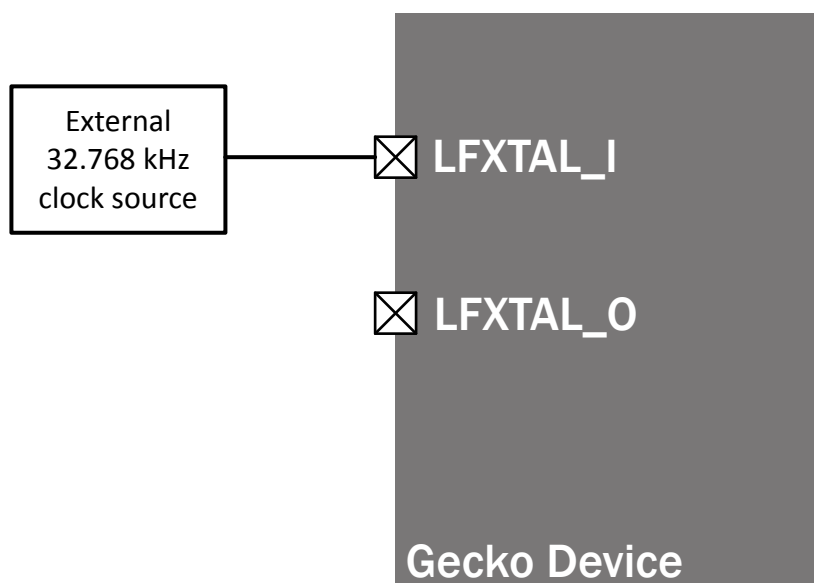 External
32.768 kHz
clock source
LFXTAL_I
LFXTAL_O
Gecko Device